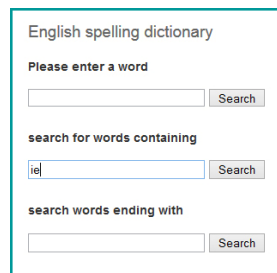 English spelling dictionary
Please enter a word
Search
search for words containing
ie Search
search words ending with
Search